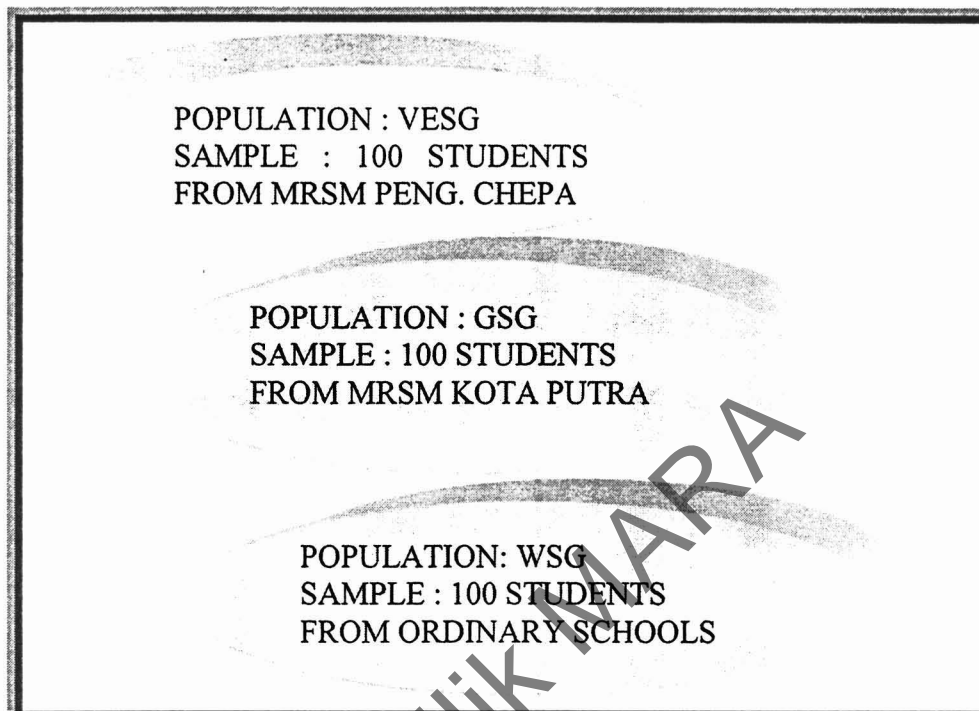 POPULATION : VESG
SAMPLE : 100 STUDENTS
FROM MRSM PENG. CHEPA
POPULATION : GSG
SAMPLE : 100 STUDENTS
FROM MRSM KOTA PUTRA
POPULATION: WSG
SAMPLE : 100 STUDENTS
FROM ORDINARY SCHOOLS
MARA